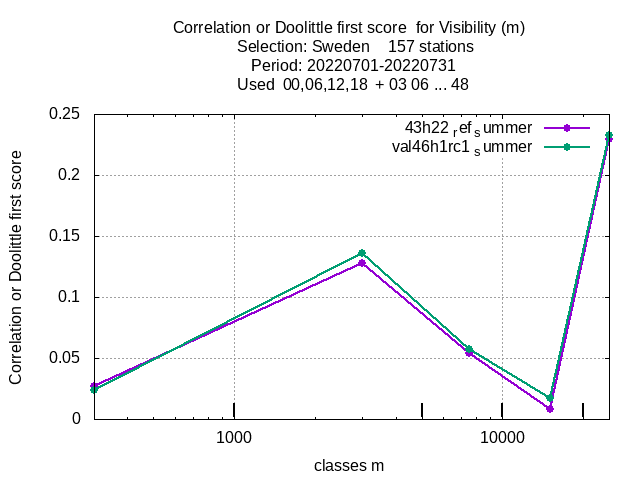 Correlation or Doolittle first score  for Visibility (m)
Selection: Sweden    157 stations
Period: 20220701-20220731
Used  00,06,12,18  + 03 06 ... 48
43h22 ref summer
val46h1rc1 summer
Correlation or Doolittle first score
0.25
0.2
0.15
0.1
0.05
0
1000
10000
classes m